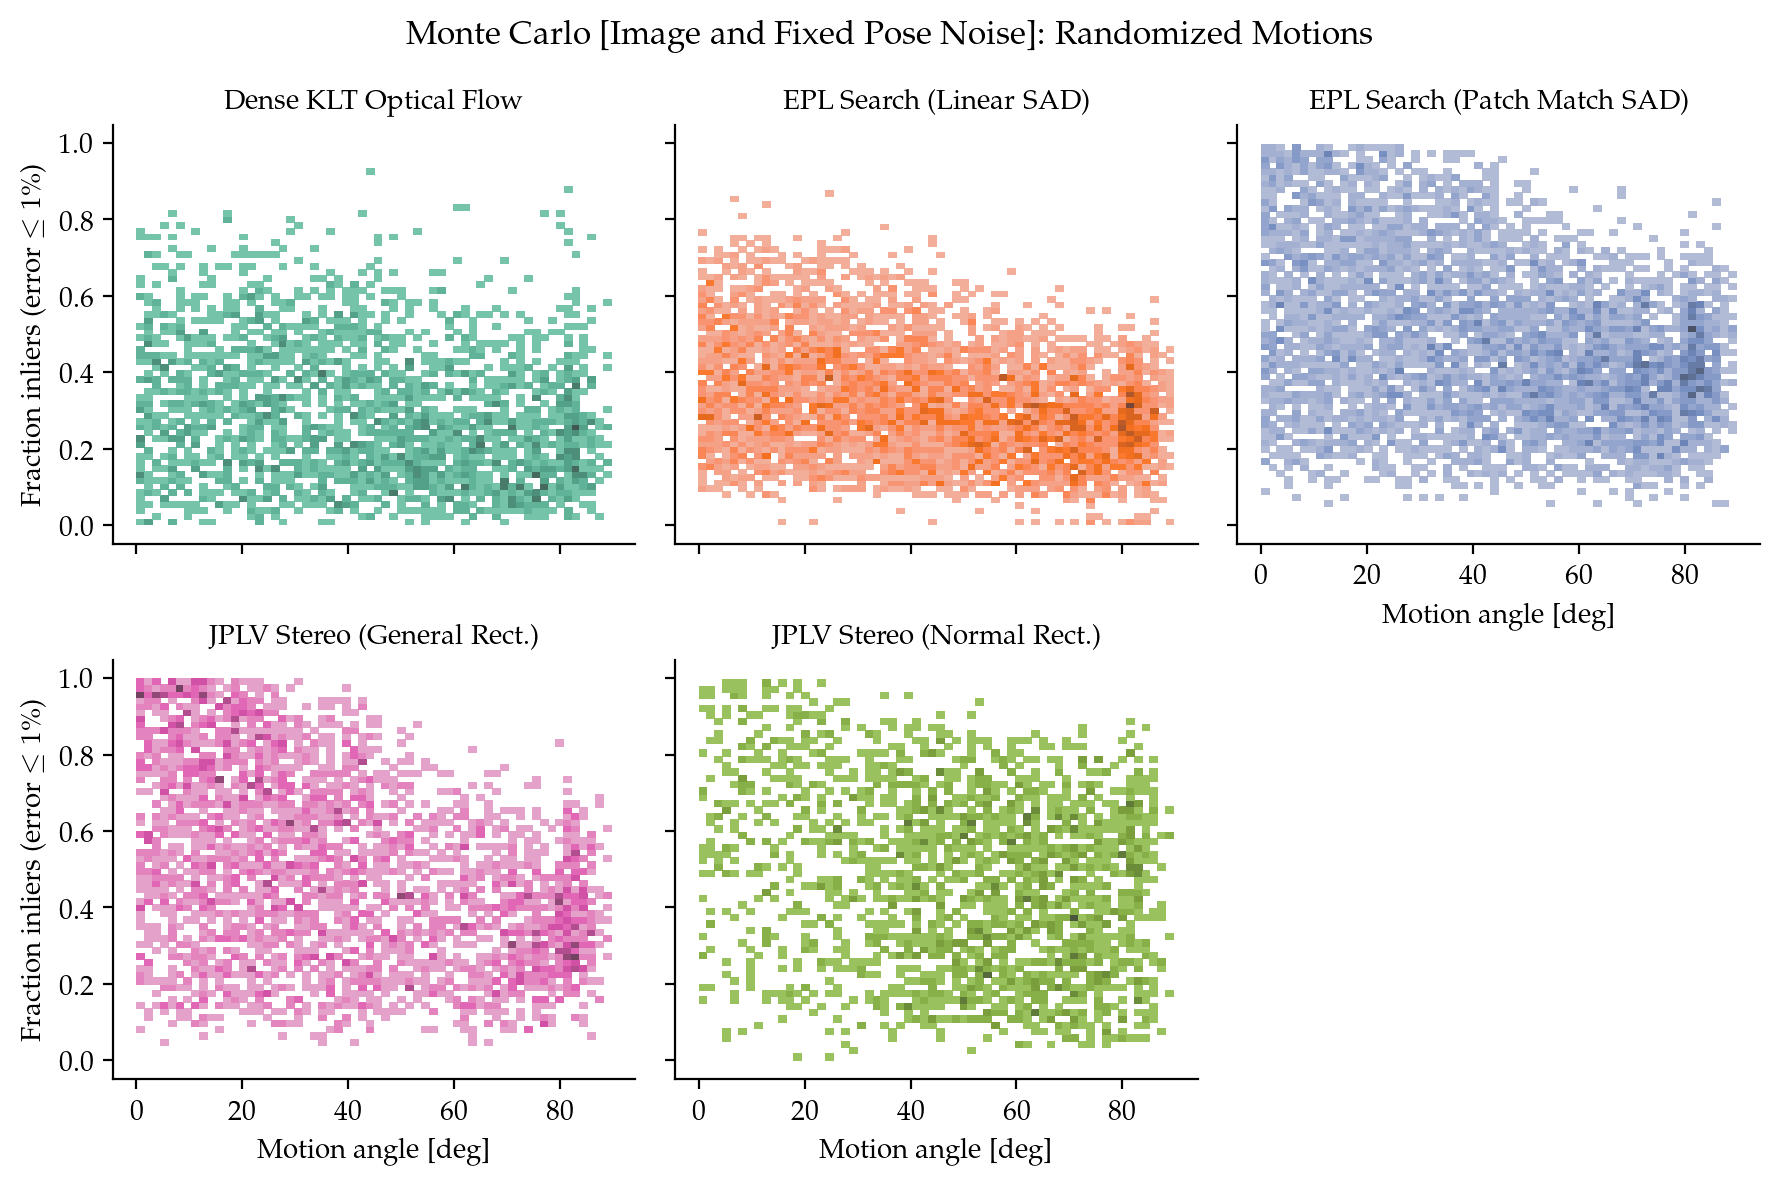 Monte Carlo [Image and Fixed Pose Noise]: Randomized Motions
Dense KLT Optical Flow
EPL Search (Linear SAD)
EPL Search (Patch Match SAD)
Fraction inliers (error ≤ 1%)
1.0
0.8
0.6
0.4
0.2
0.0
0 20 40 60 80
Motion angle [deg]
JPLV Stereo (General Rect.)
JPLV Stereo (Normal Rect.)
Fraction inliers (error ≤ 1%)
1.0
0.8
0.6
0.4
0.2
0.0
0 20 40 60 80
0 20 40 60 80
Motion angle [deg]
Motion angle [deg]